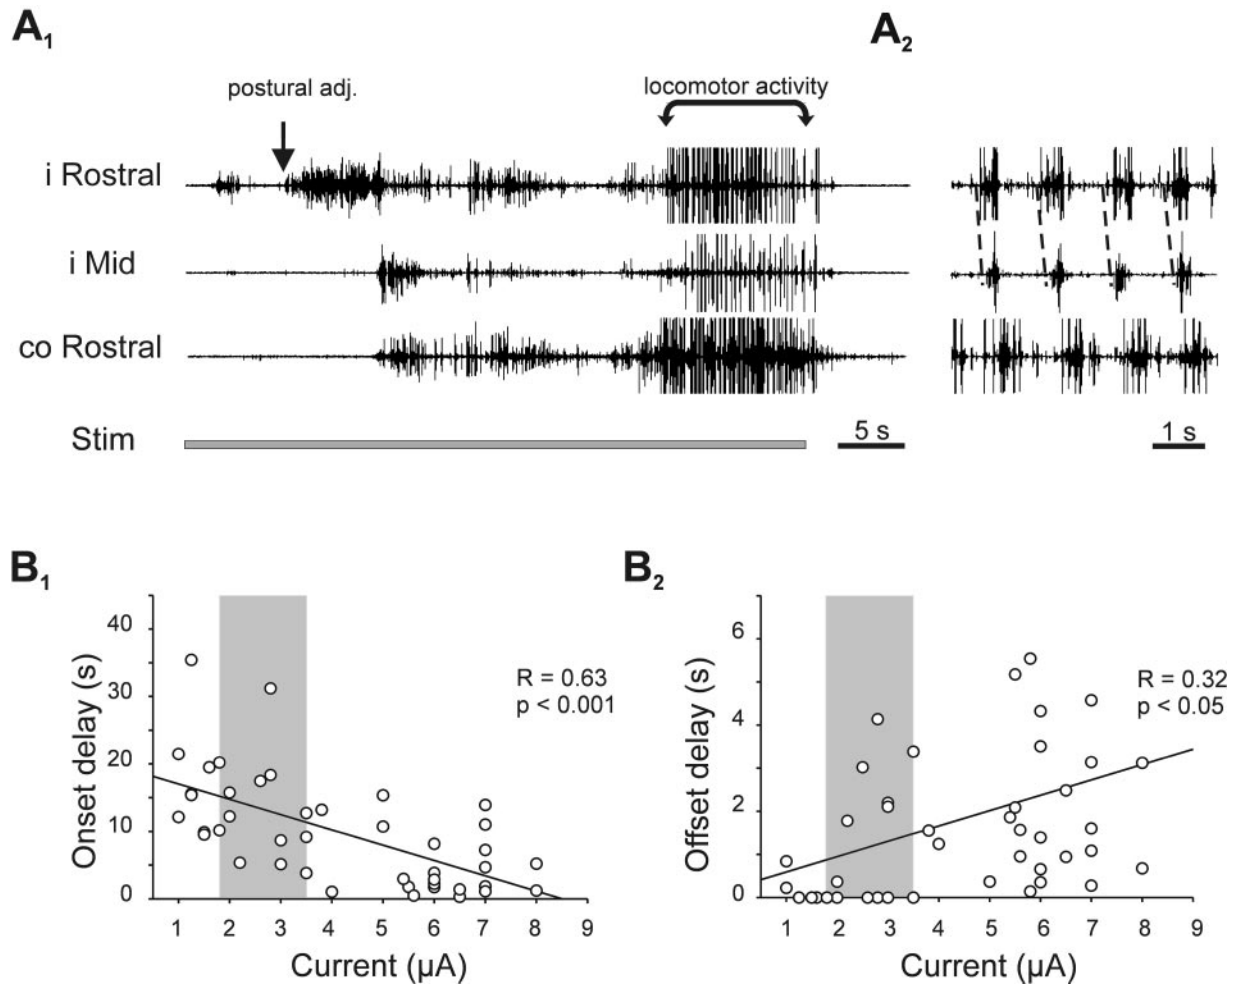 A1
A2
postural adj.
locomotor activity
i Rostral
i Mid
co Rostral
Stim
5 s
1 s
B1
B2
Onset delay (s)
40
30
20
10
0
R = 0.63
p < 0.001
1 2 3 4 5 6 7 8 9
Current (µA)
Offset delay (s)
6
4
2
0
R = 0.32
p < 0.05
1 2 3 4 5 6 7 8 9
Current (µA)